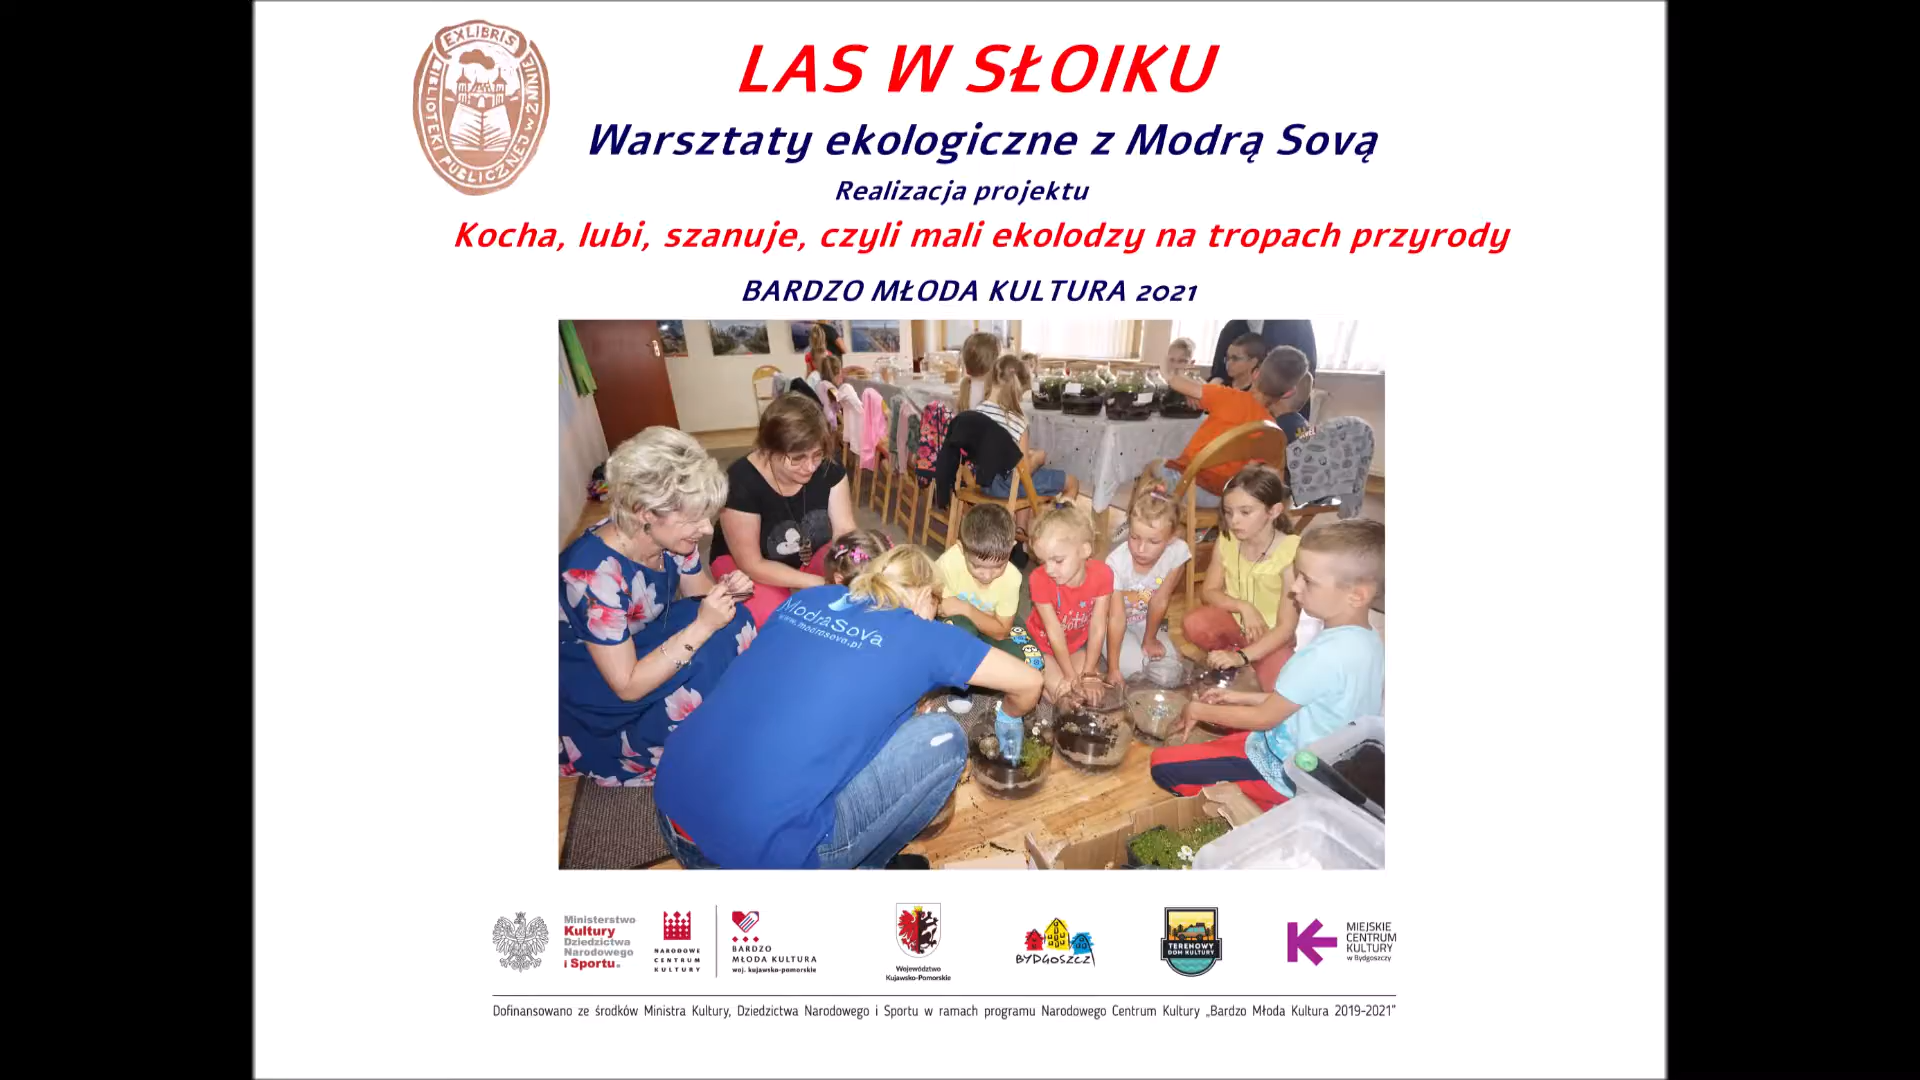 EXLIBRIS
BIBLIOTEKI PUBLICZNEJ W ŻNINIE
LAS W SŁOIKU
Warsztaty ekologiczne z Modrą Sovą
Realizacja projektu
Kocha, lubi, szanuje, czyli mali ekolodzy na tropach przyrody
BARDZO MŁODA KULTURA 2021
ModraSova
www.modrasova.pl
Ministerstwo
Kultury
Dziedzictwa
Narodowego
i Sportu.
NARODOWE
CENTRUM
KULTURY
BARDZO
MŁODA KULTURA
woj. kujawsko-pomorskie
Województwo
Kujawsko-Pomorskie
BYDGOSZCZ
TERENOWY
DOM KULTURY
MIEJSKIE
CENTRUM
KULTURY
w Bydgoszczy
Dofinansowano ze środków Ministra Kultury, Dziedzictwa Narodowego i Sportu w ramach programu Narodowego Centrum Kultury „Bardzo Młoda Kultura 2019-2021”